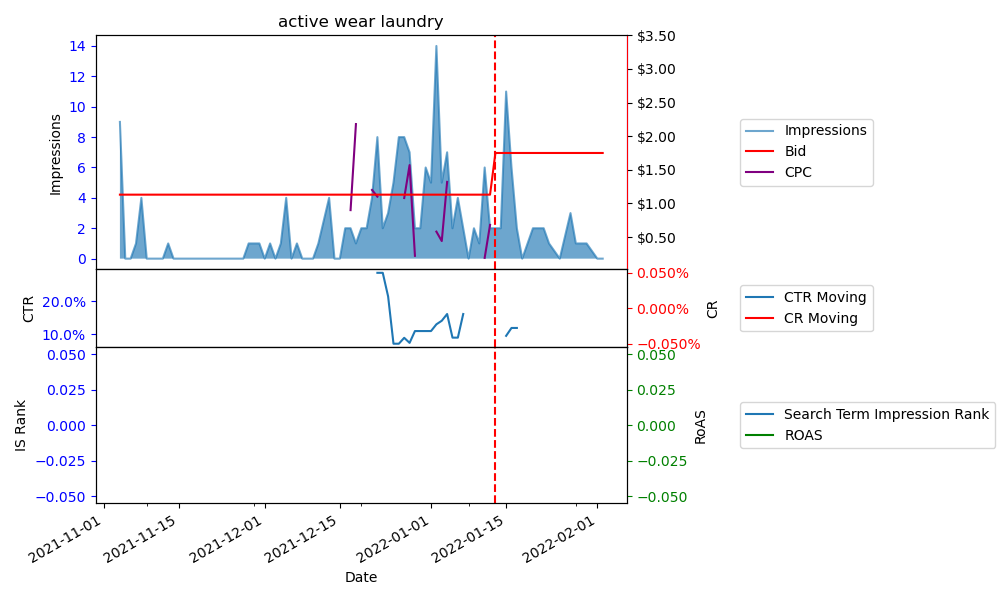 active wear laundry
14
12
10
8
6
4
2
0
Impressions
$3.50
$3.00
$2.50
$2.00
$1.50
$1.00
$0.50
Impressions
Bid
CPC
20.0%
10.0%
CTR
0.050%
0.000%
−0.050%
CR
CTR Moving
CR Moving
0.050
0.025
0.000
−0.025
−0.050
IS Rank
0.050
0.025
0.000
−0.025
−0.050
RoAS
Search Term Impression Rank
ROAS
2021-11-01
2021-11-15
2021-12-01
2021-12-15
2022-01-01
2022-01-15
2022-02-01
Date